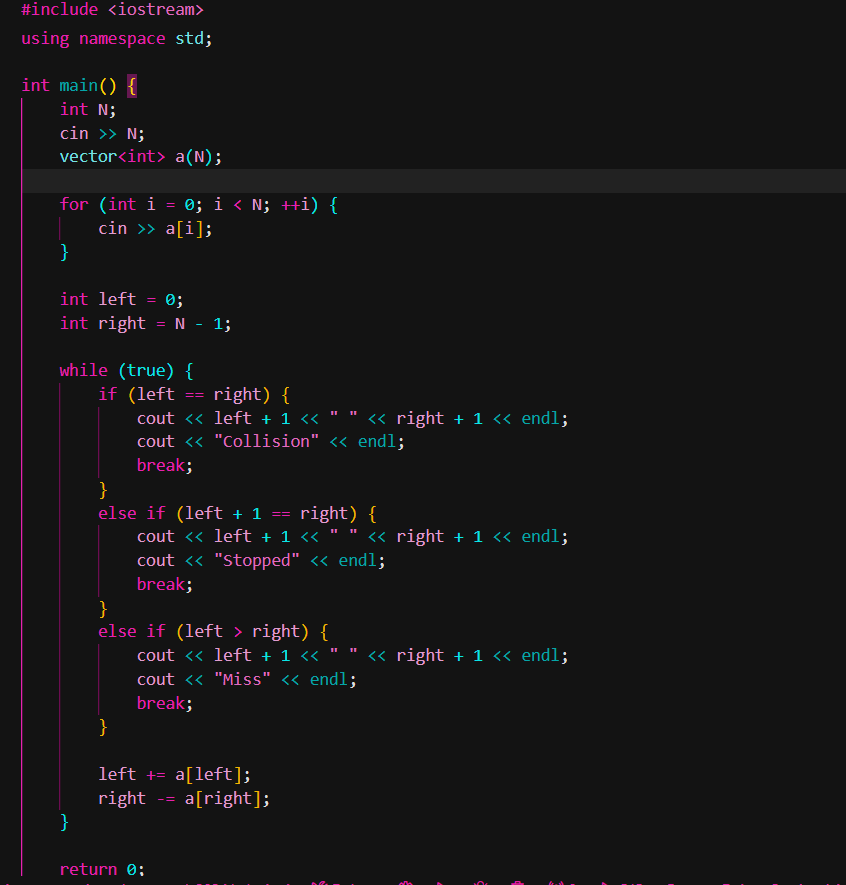 #include <iostream>
using namespace std;
int main() {
    int N;
    cin >> N;
    vector<int> a(N);
    for (int i = 0; i < N; ++i) {
        cin >> a[i];
    }
    int left = 0;
    int right = N - 1;
    while (true) {
        if (left == right) {
            cout << left + 1 << " " << right + 1 << endl;
            cout << "Collision" << endl;
            break;
        }
        else if (left + 1 == right) {
            cout << left + 1 << " " << right + 1 << endl;
            cout << "Stopped" << endl;
            break;
        }
        else if (left > right) {
            cout << left + 1 << " " << right + 1 << endl;
            cout << "Miss" << endl;
            break;
        }
        left += a[left];
        right -= a[right];
    }
    return 0;